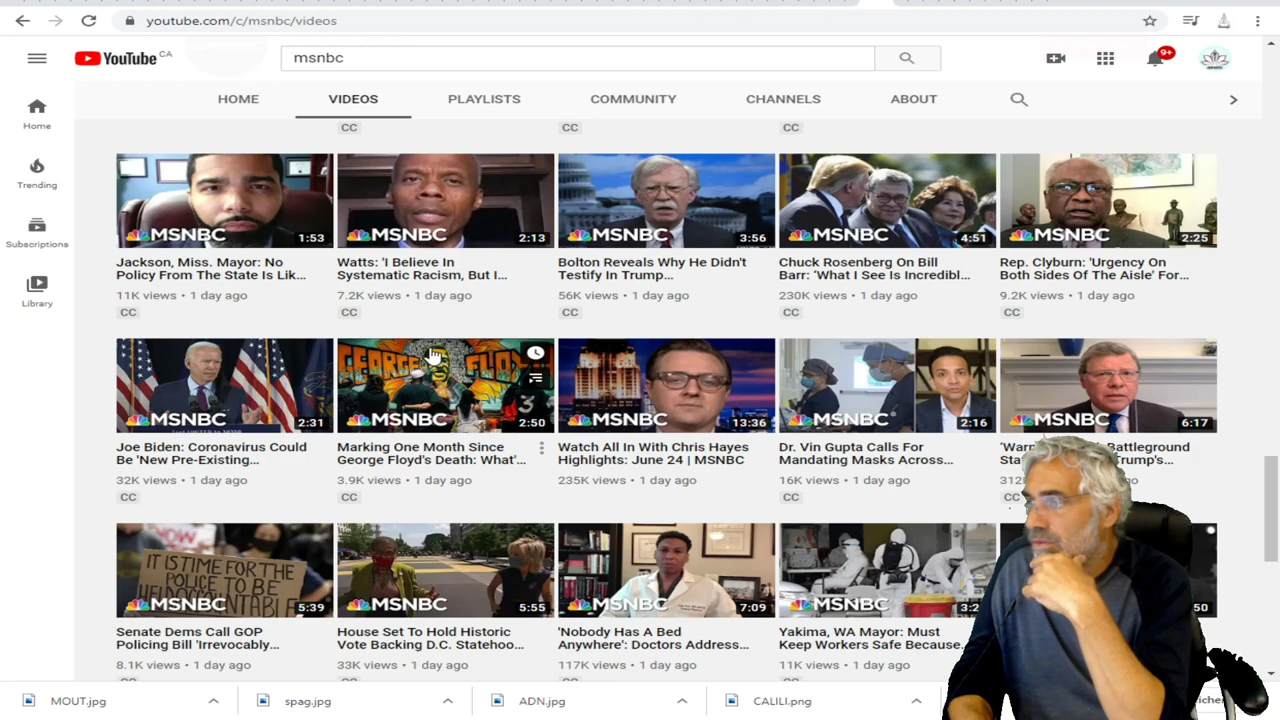 youtube.com/c/msnbc/videos
YouTube CA
msnbc
9+
HOME VIDEOS PLAYLISTS COMMUNITY CHANNELS ABOUT
Home
Trending
Subscriptions
Library
CC CC CC
MSNBC 1:53 MSNBC 2:13 MSNBC 3:56 MSNBC 4:51 MSNBC 2:25
Jackson, Miss. Mayor: No Watts: 'I Believe In Bolton Reveals Why He Didn't Chuck Rosenberg On Bill Rep. Clyburn: 'Urgency On
Policy From The State Is Lik... Systematic Racism, But I... Testify In Trump... Barr: ‘What I See Is Incredibl... Both Sides Of The Aisle' For...
11K views • 1 day ago 7.2K views • 1 day ago 56K views • 1 day ago 230K views • 1 day ago 9.2K views • 1 day ago
CC CC CC CC CC
GEORGE FLOYD
3
MSNBC 2:31 MSNBC 2:50 MSNBC 13:36 MSNBC 2:16 MSNBC 6:17
Joe Biden: Coronavirus Could Marking One Month Since Watch All In With Chris Hayes Dr. Vin Gupta Calls For Battleground
Be 'New Pre-Existing... George Floyd's Death: What'... Highlights: June 24 | MSNBC Mandating Masks Across...
32K views • 1 day ago 3.9K views • 1 day ago 235K views • 1 day ago 16K views • 1 day ago 1 day ago
CC CC CC CC
IT IS TIME FOR THE
POLICE TO BE
MSNBC 5:39 MSNBC 5:55 MSNBC 7:09 MSNBC
Senate Dems Call GOP House Set To Hold Historic 'Nobody Has A Bed Yakima, WA Mayor: Must
Policing Bill 'Irrevocably... Vote Backing D.C. Statehoo... Anywhere': Doctors Address... Keep Workers Safe Because...
8.1K views • 1 day ago 33K views • 1 day ago 117K views • 1 day ago 11K views • 1 day ago
MOUT.jpg spag.jpg ADN.jpg CALILI.png